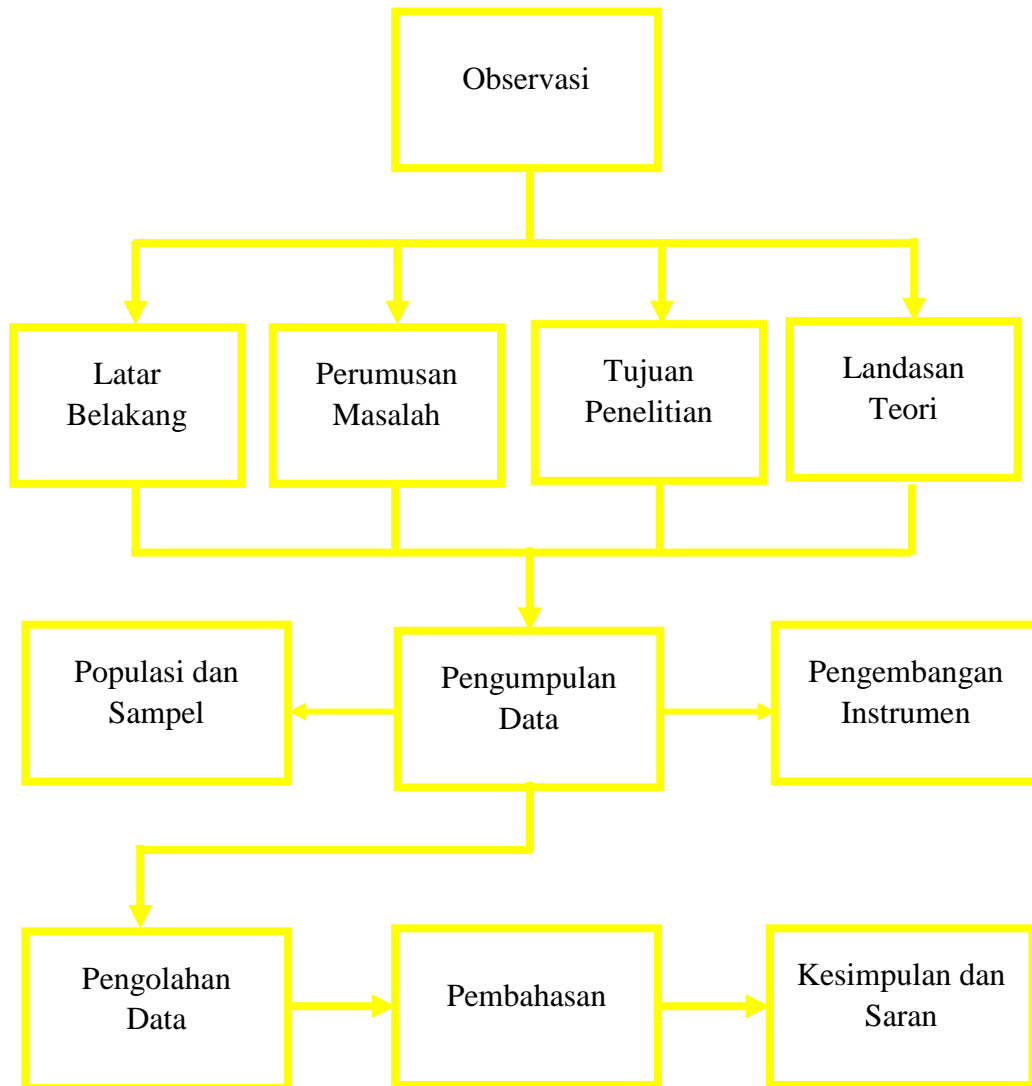 Observasi
Latar
Belakang
Perumusan
Masalah
Tujuan
Penelitian
Landasan
Teori
Populasi dan
Sampel
Pengumpulan
Data
Pengembangan
Instrumen
Pengolahan
Data
Pembahasan
Kesimpulan dan
Saran